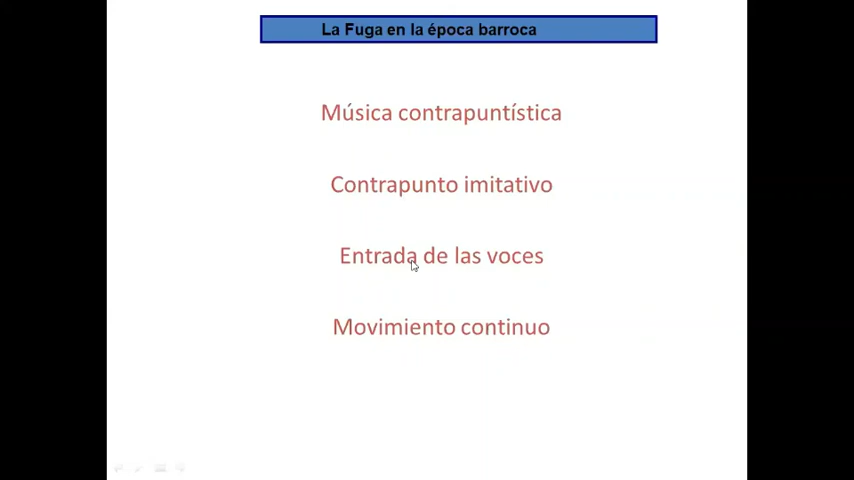 La Fuga en la época barroca
Música contrapuntística
Contrapunto imitativo
Entrada de las voces
Movimiento continuo